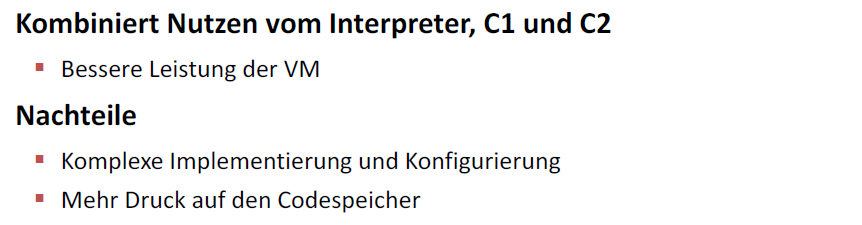 Kombiniert Nutzen vom Interpreter, C1 und C2
▪ Bessere Leistung der VM
Nachteile
▪ Komplexe Implementierung und Konfigurierung
▪ Mehr Druck auf den Codespeicher